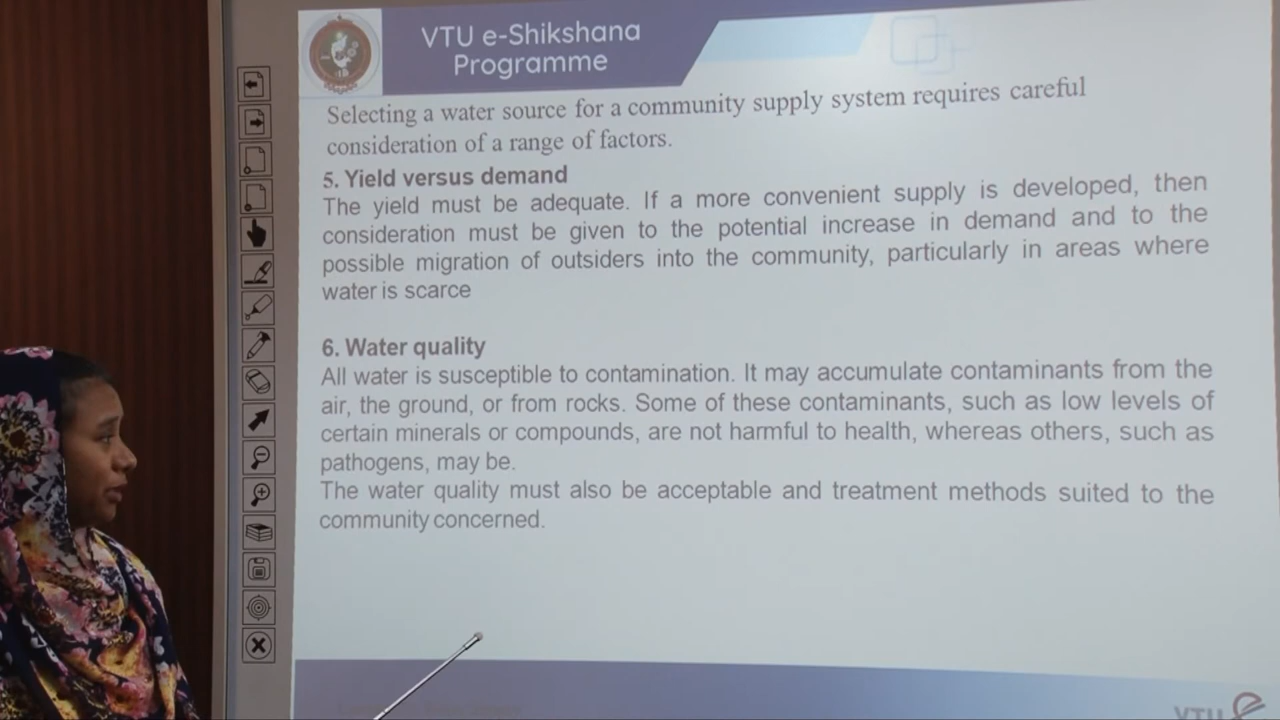 VTU e-Shikshana
Programme
Selecting a water source for a community supply system requires careful
consideration of a range of factors.
5. Yield versus demand
The yield must be adequate. If a more convenient supply is developed, then
consideration must be given to the potential increase in demand and to the
possible migration of outsiders into the community, particularly in areas where
water is scarce
6. Water quality
All water is susceptible to contamination. It may accumulate contaminants from the
air, the ground, or from rocks. Some of these contaminants, such as low levels of
certain minerals or compounds, are not harmful to health, whereas others, such as
pathogens, may be.
The water quality must also be acceptable and treatment methods suited to the
community concerned.
VTU e